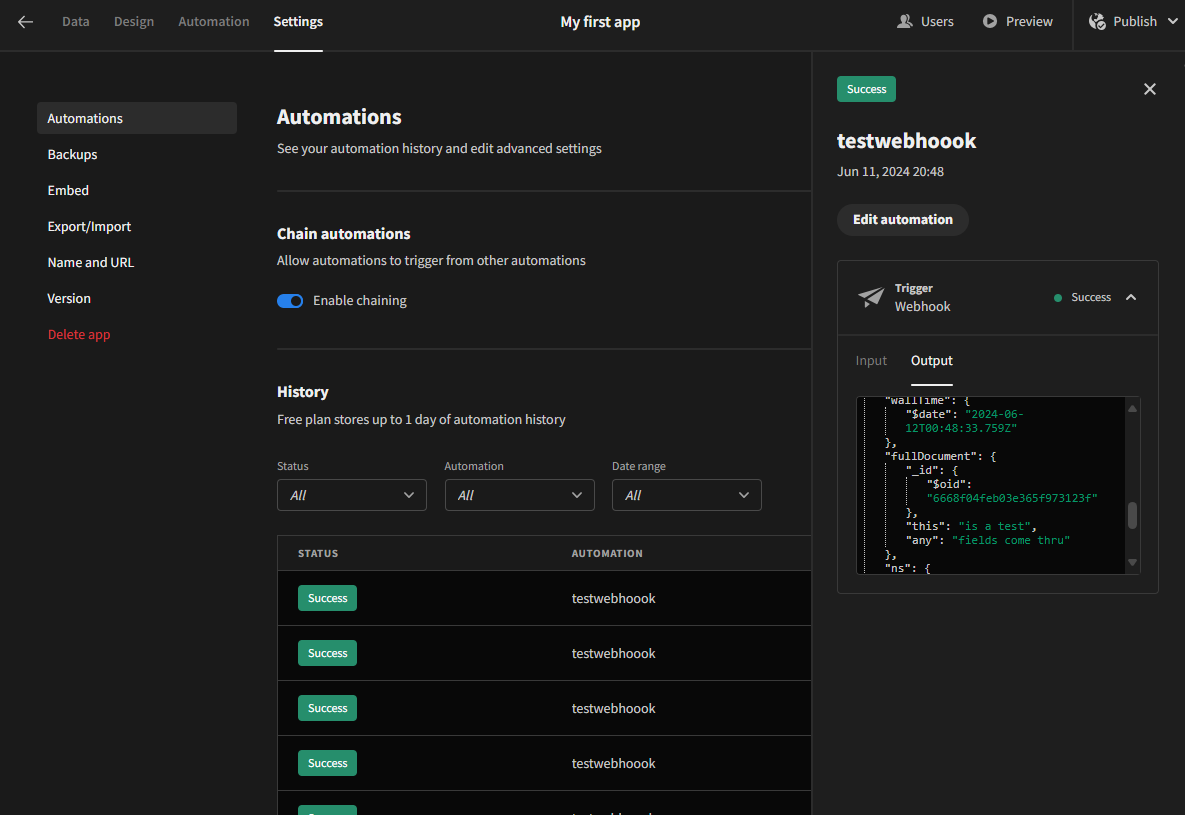 Data Design Automation Settings
My first app
Users Preview Publish
Automations
Backups
Embed
Export/Import
Name and URL
Version
Delete app
Automations
See your automation history and edit advanced settings
Chain automations
Allow automations to trigger from other automations
Enable chaining
History
Free plan stores up to 1 day of automation history
Status Automation Date range
All All All
STATUS AUTOMATION
Success testwebhoook
Success testwebhoook
Success testwebhoook
Success testwebhoook
Success
testwebhoook
Jun 11, 2024 20:48
Edit automation
Trigger
Webhook
Success
Input Output
"wallTime": {
"$date": "2024-06-
12T00:48:33.759Z"
},
"fullDocument": {
"_id": {
"$oid":
"6668f04feb03e365f973123f"
},
"this": "is a test",
"any": "fields come thru"
},
"ns": {